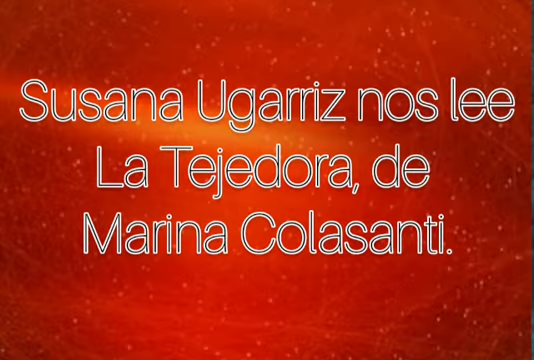 Susana Ugarriz nos lee
La Tejedora, de
Marina Colasanti.